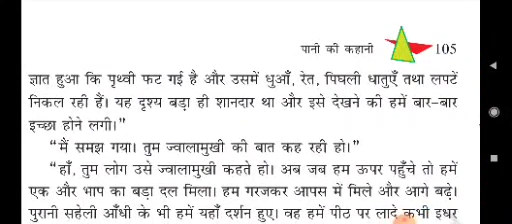 पानी की कहानी 105
ज्ञात हुआ कि पृथ्वी फट गई है और उसमें धुआँ, रेत, पिघली धातुएँ तथा लपटें
निकल रही हैं। यह दृश्य बड़ा ही शानदार था और इसे देखने की हमें बार-बार
इच्छा होने लगी।"
"मैं समझ गया। तुम ज्वालामुखी की बात कह रही हो।"
"हाँ, तुम लोग उसे ज्वालामुखी कहते हो। अब जब हम ऊपर पहुँचे तो हमें
एक और भाप का बड़ा दल मिला। हम गरजकर आपस में मिले और आगे बढ़े।
पुरानी सहेली आँधी के भी हमें यहाँ दर्शन हुए। वह हमें पीठ पर लादे कभी इधर